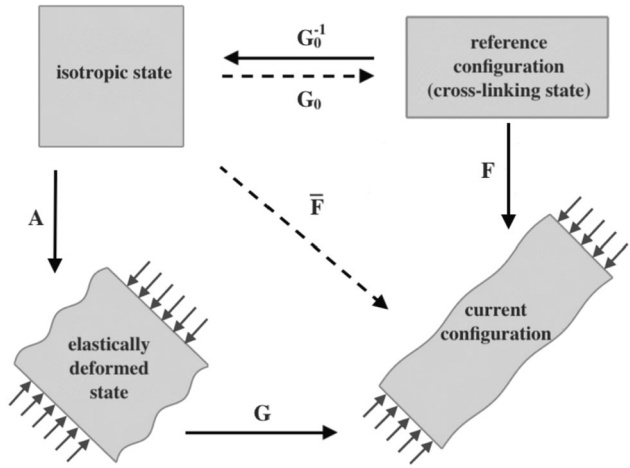 isotropic state
G₀⁻¹
G₀
reference
configuration
(cross-linking state)
A
F̅
F
elastically
deformed
state
G
current
configuration